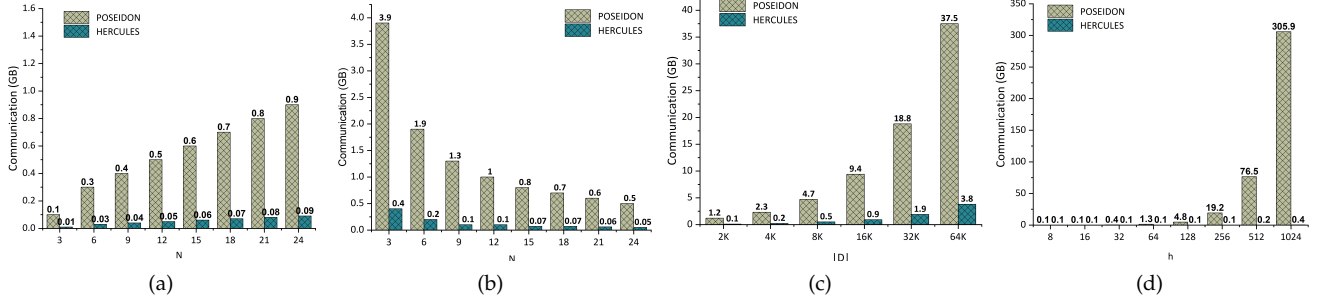 1.6
1.4
1.2
1.0
0.8
0.6
0.4
0.2
0.0
Communication (GB)
POSEIDON
HERCULES
0.1 0.01
0.3 0.03
0.4 0.04
0.5 0.05
0.6 0.06
0.7 0.07
0.8 0.08
0.9 0.09
3 6 9 12 15 18 21 24
N
(a)
4.0
3.5
3.0
2.5
2.0
1.5
1.0
0.5
0.0
Communication (GB)
POSEIDON
HERCULES
3.9 0.4
1.9 0.2
1.3 0.1
1 0.1
0.8 0.07
0.7 0.07
0.6 0.06
0.5 0.05
3 6 9 12 15 18 21 24
N
(b)
40
35
30
25
20
15
10
5
0
Communication (GB)
POSEIDON
HERCULES
1.2 0.1
2.3 0.2
4.7 0.5
9.4 0.9
18.8 1.9
37.5 3.8
2K 4K 8K 16K 32K 64K
|D|
(c)
350
300
250
200
150
100
50
0
Communication (GB)
POSEIDON
HERCULES
0.1 0.1
0.1 0.1
0.4 0.1
1.3 0.1
4.8 0.1
19.2 0.1
76.5 0.2
305.9 0.4
8 16 32 64 128 256 512 1024
h
(d)